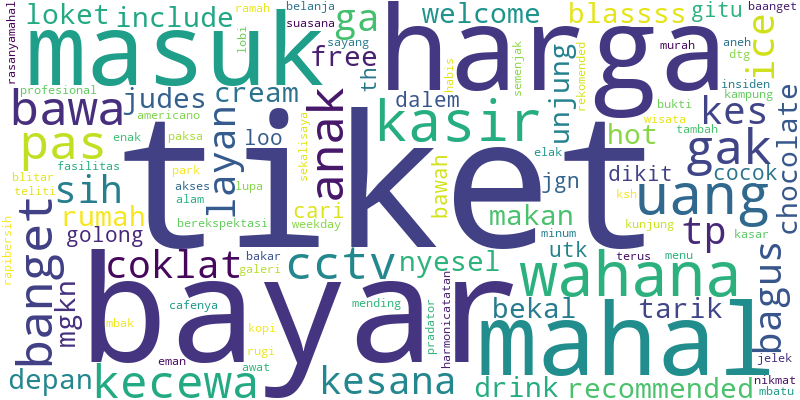 loket include ga welcome blassss gitu baanget
ramah belanja suasana lobi sayang
masuk harga ice
free th murah aneh dtg
rasanyamahal profesional
bawa judes cream dalem habis semenjak rekomended insiden kampung
americano kasir unjung bukti kes wisata
pas enak paksa loo anak hot tambah chocolate
tiket layan sekalisaya elak gak
fasilitas park bawah dikit cocok
blitar teliti sih akses lupa jgn ksh uang
alam cari
rumah berekspektasi weekday makan kunjung tp
banget golong minum utk kasar bagus
rapibersih mgkn coklat bakar galeri cctv nyesel terus menu wahana
bayar mahal
mbak cafenya kopi mending pradator harmonicatatan bekal tarik
rugi
eman awat jelek
depan kecewa kesana drink recommended nikmat mbatu